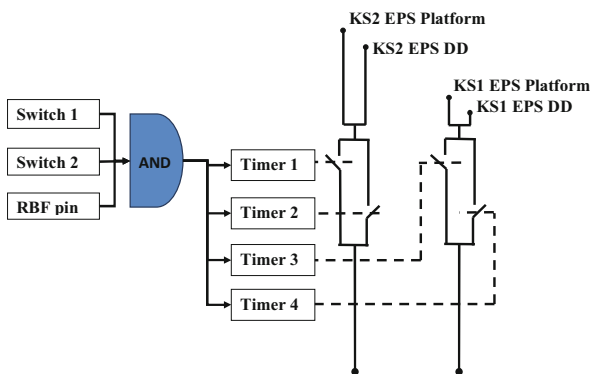 KS2 EPS Platform
KS2 EPS DD
KS1 EPS Platform
KS1 EPS DD
Switch 1
Switch 2
RBF pin
AND
Timer 1
Timer 2
Timer 3
Timer 4